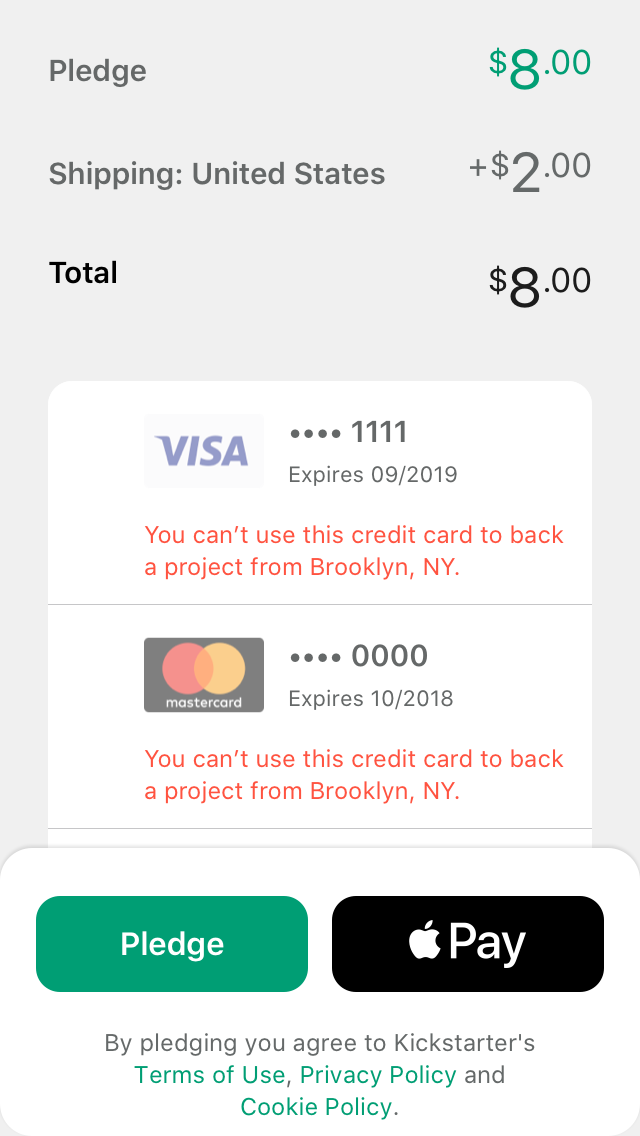 Pledge $8.00
Shipping: United States +$2.00
Total $8.00
VISA •••• 1111
Expires 09/2019
You can’t use this credit card to back
a project from Brooklyn, NY.
•••• 0000
mastercard Expires 10/2018
You can’t use this credit card to back
a project from Brooklyn, NY.
Pledge Pay
By pledging you agree to Kickstarter's
Terms of Use, Privacy Policy and
Cookie Policy.